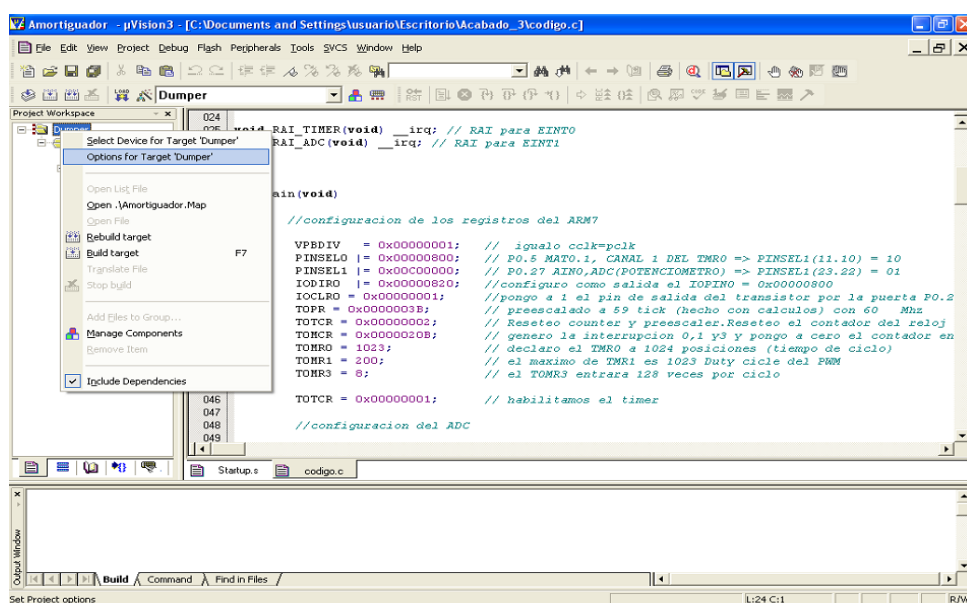 Amortiguador - µVision3 - [C:\Documents and Settings\usuario\Escritorio\Acabado_3\codigo.c]
File Edit View Project Debug Flash Peripherals Tools SVCS Window Help
Dumper
Project Workspace
Dumper
Select Device for Target 'Dumper'
Options for Target 'Dumper'
Open List File
Open .\Amortiguador.Map
Open File
Rebuild target
Build target F7
Translate File
Stop build
Add Files to Group...
Manage Components
Remove Item
Include Dependencies
024
025 void RAI_TIMER(void) __irq; // RAI para EINT0
RAI_ADC(void) __irq; // RAI para EINT1
ain(void)
//configuracion de los registros del ARM7
VPBDIV = 0x00000001; // igualo cclk=pclk
PINSEL0 |= 0x00000800; // P0.5 MAT0.1, CANAL 1 DEL TMR0 => PINSEL1(11.10) = 10
PINSEL1 |= 0x00C00000; // P0.27 AIN0,ADC(POTENCIOMETRO) => PINSEL1(23.22) = 01
IODIR0 |= 0x00000820; //configuro como salida el IOPIN0 = 0x00000800
IOCLR0 = 0x00000001; //pongo a 1 el pin de salida del transistor por la puerta P0.2
T0PR = 0x0000003B; // preescalado a 59 tick (hecho con calculos) con 60 Mhz
T0TCR = 0x00000002; // Reseteo counter y preescaler.Reseteo el contador del reloj
T0MCR = 0x0000020B; // genero la interrupcion 0,1 y3 y pongo a cero el contador en
T0MR0 = 1023; // declaro el TMR0 a 1024 posiciones (tiempo de ciclo)
T0MR1 = 200; // el maximo de TMR1 es 1023 Duty cicle del PWM
T0MR3 = 8; // el T0MR3 entrara 128 veces por ciclo
046 T0TCR = 0x00000001; // habilitamos el timer
047
048 //configuracion del ADC
049
Startup.s codigo.c
Output Window
Build Command Find in Files
Set Project options L:24 C:1 R/W